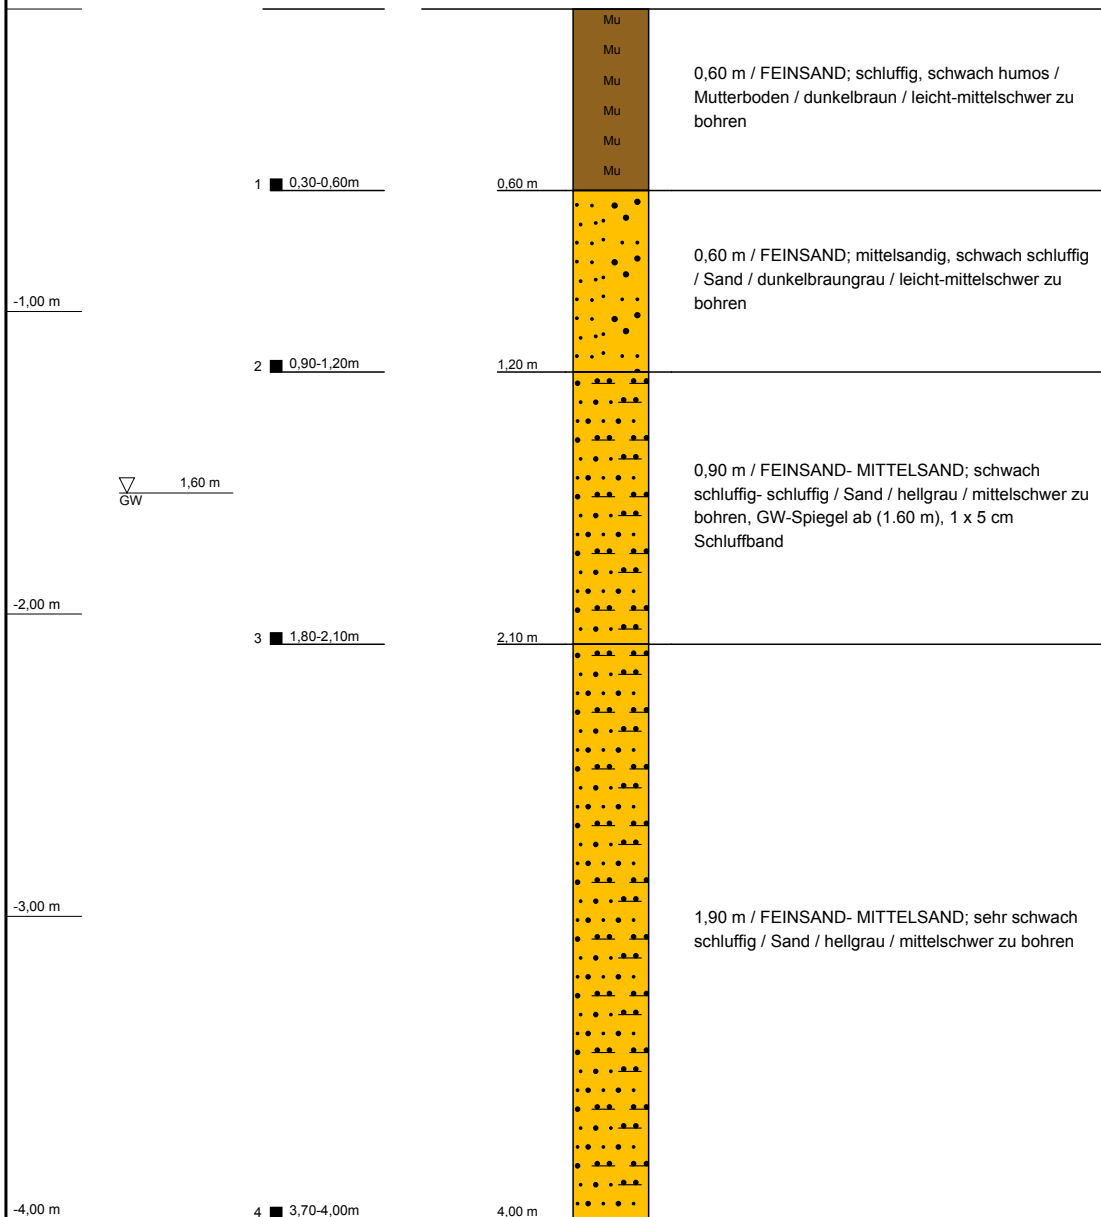 Mu
Mu
Mu
Mu
Mu
Mu
0,60 m / FEINSAND; schluffig, schwach humos /
Mutterboden / dunkelbraun / leicht-mittelschwer zu
bohren
1 0,30-0,60m 0,60 m
0,60 m / FEINSAND; mittelsandig, schwach schluffig
/ Sand / dunkelbraungrau / leicht-mittelschwer zu
bohren
-1,00 m
2 0,90-1,20m 1,20 m
0,90 m / FEINSAND- MITTELSAND; schwach
schluffig- schluffig / Sand / hellgrau / mittelschwer zu
bohren, GW-Spiegel ab (1.60 m), 1 x 5 cm
Schluffband
1,60 m
GW
-2,00 m
3 1,80-2,10m 2,10 m
-3,00 m
1,90 m / FEINSAND- MITTELSAND; sehr schwach
schluffig / Sand / hellgrau / mittelschwer zu bohren
-4,00 m
4 3,70-4,00m 4,00 m